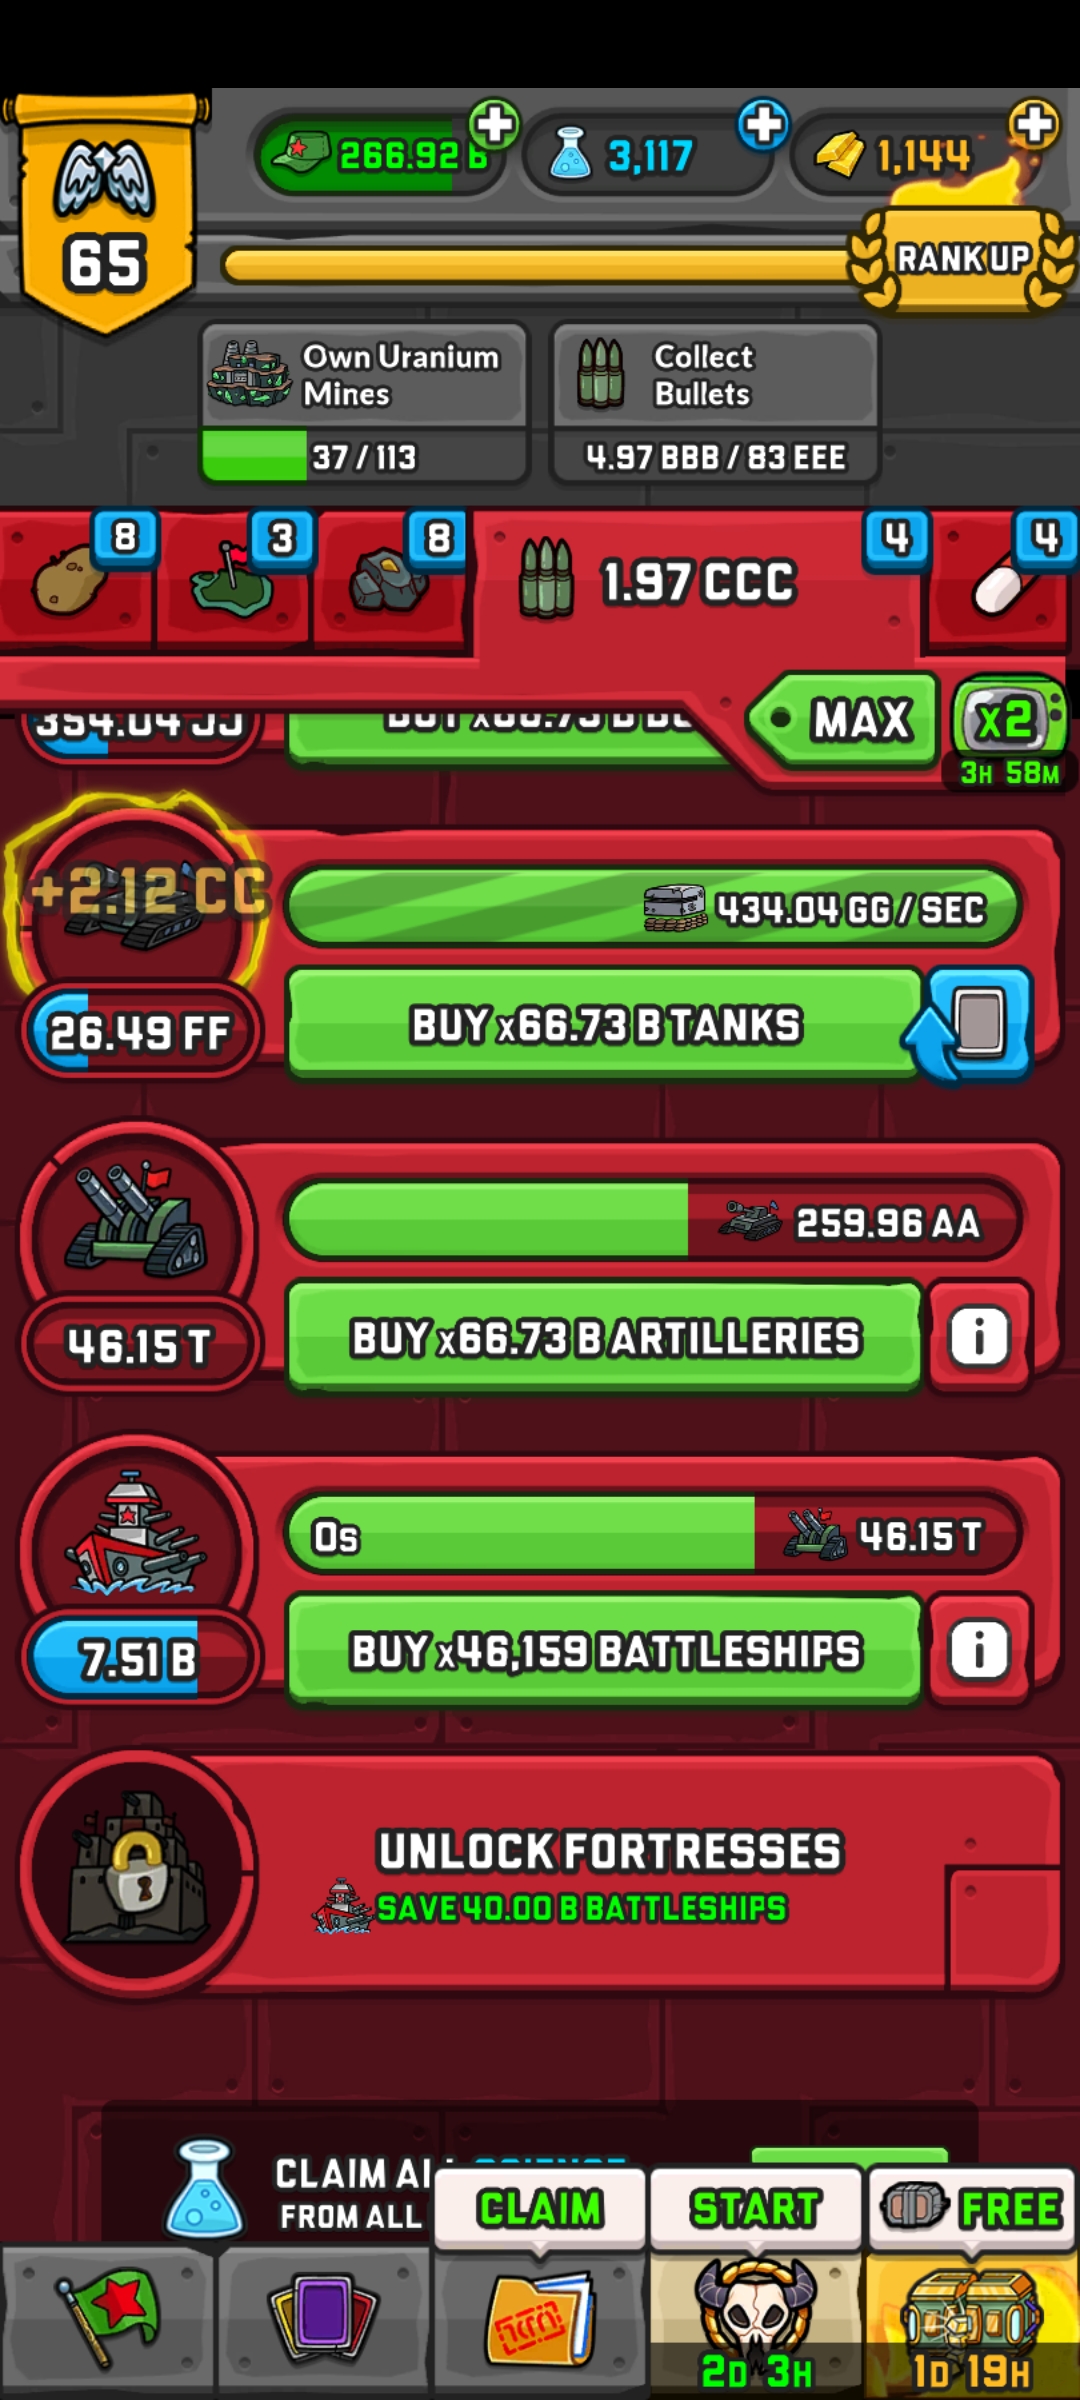 266.92 B
3,117
1,144
65
RANK UP
Own Uranium
Mines
37 / 113
Collect
Bullets
4.97 BBB / 83 EEE
8
3
8
1.97 CCC
4
4
MAX
x2
3H 58M
354.04 JJ
+2.12 CC
434.04 GG / SEC
26.49 FF
BUY x66.73 B TANKS
259.96 AA
46.15 T
BUY x66.73 B ARTILLERIES
0s
46.15 T
7.51 B
BUY x46,159 BATTLESHIPS
UNLOCK FORTRESSES
SAVE 40.00 B BATTLESHIPS
CLAIM ALL
FROM ALL
CLAIM
START
FREE
2D 3H
1D 19H